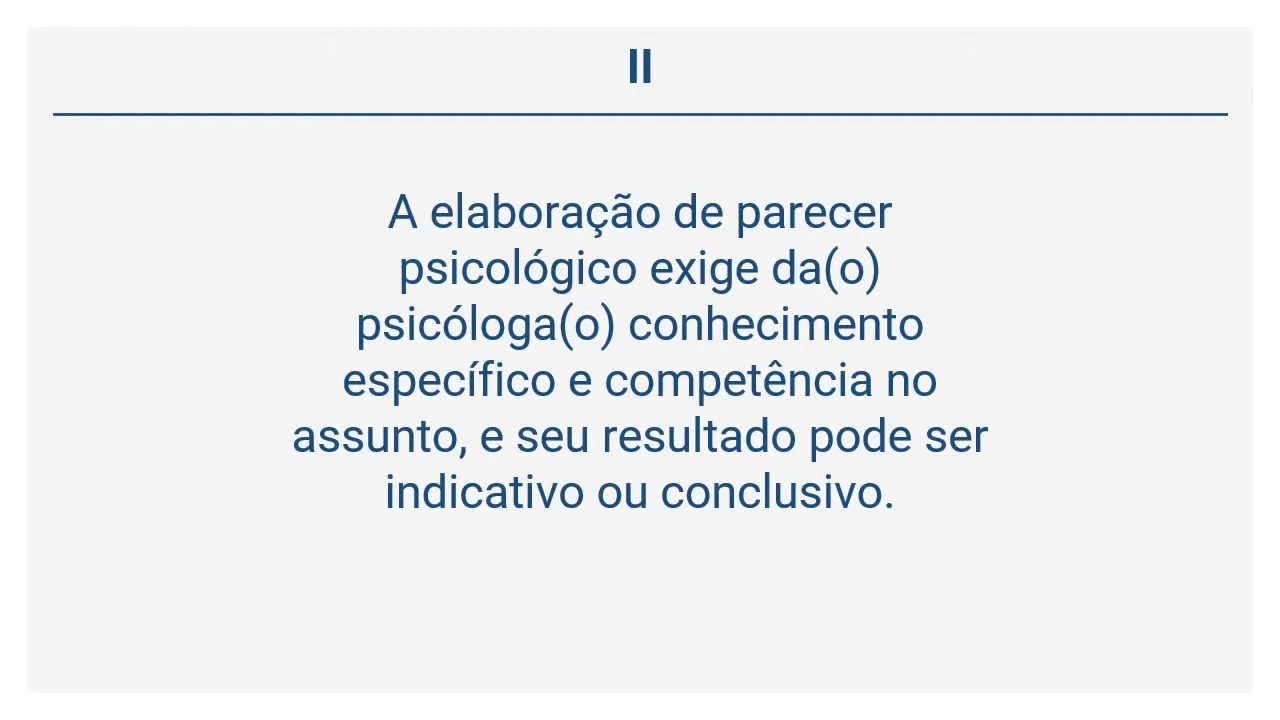 II
A elaboração de parecer
psicológico exige da(o)
psicóloga(o) conhecimento
específico e competência no
assunto, e seu resultado pode ser
indicativo ou conclusivo.